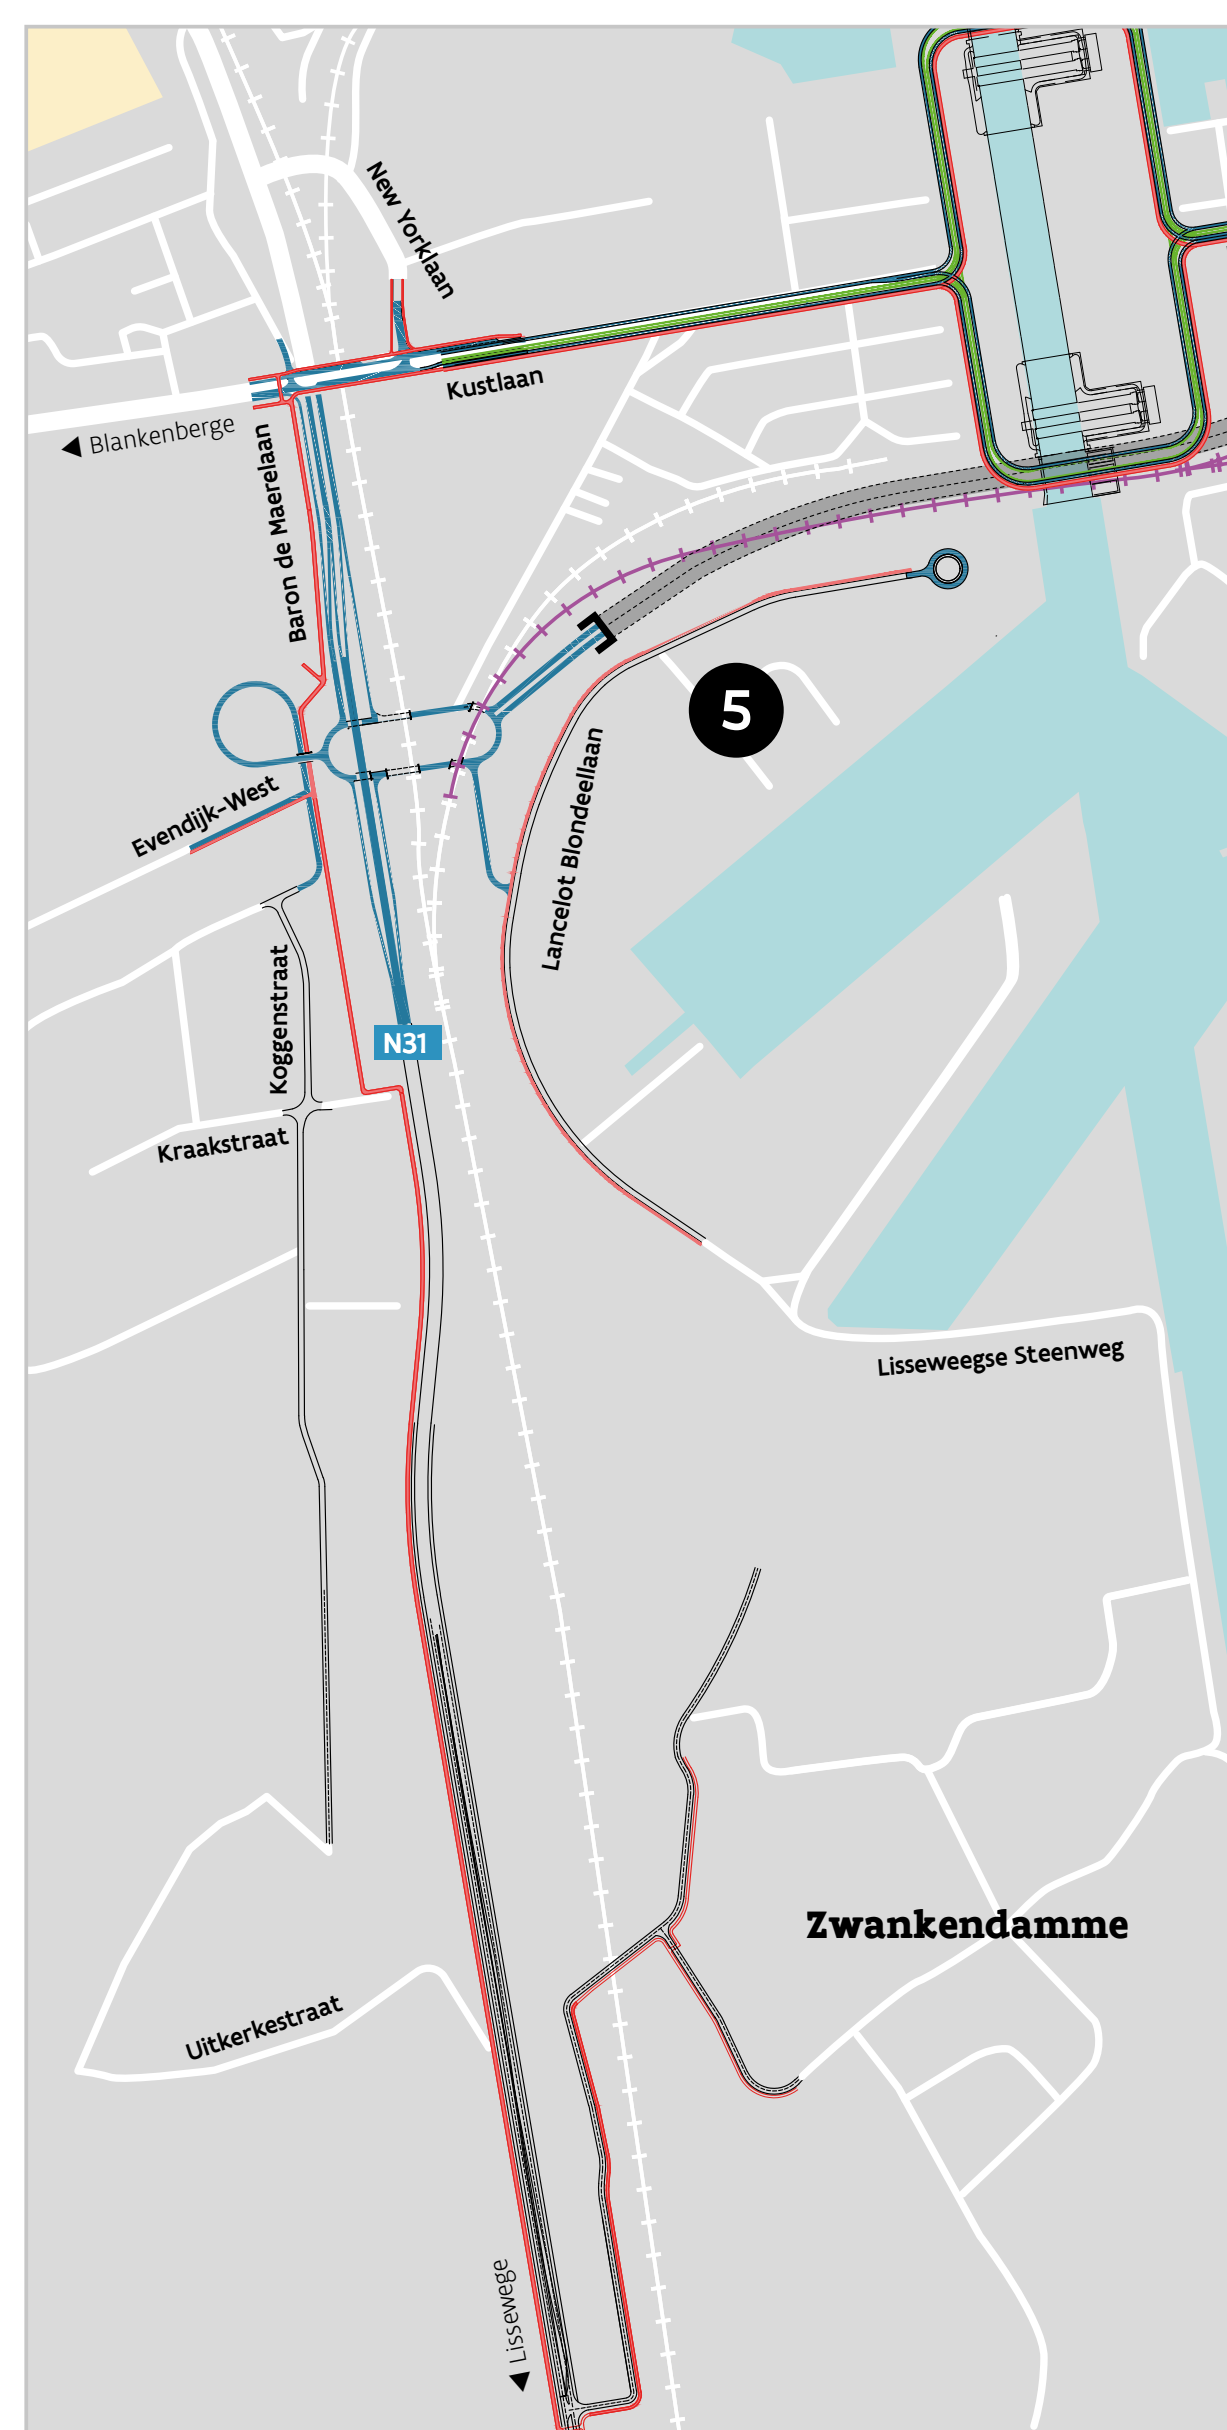 New Yorklaan
Kustlaan
Blankenberge
Baron de Maerelaan
5
Evendijk-West
Lancelot Blondeellaan
Koggenstraat
N31
Kraakstraat
Lisseweegse Steenweg
Zwankendamme
Uitkerkestraat
Lissewege